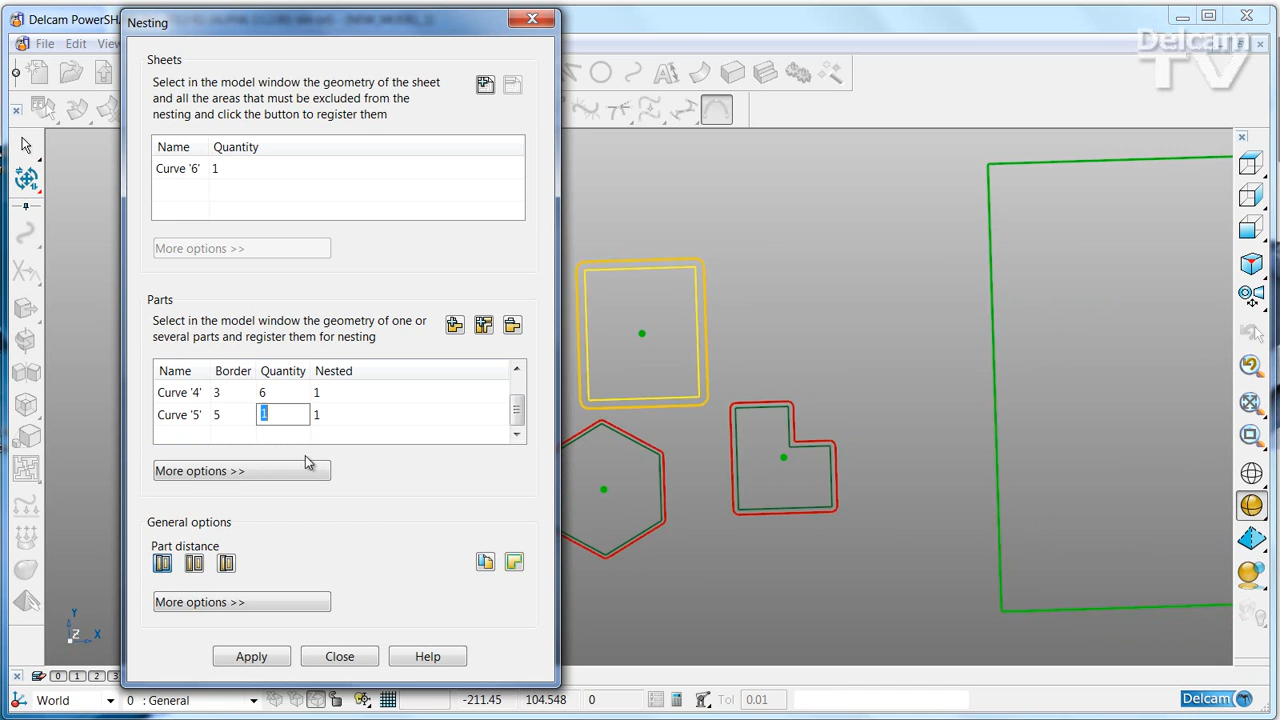 Delcam PowerSHA
Nesting
File Edit View
Delcam
TV
Sheets
Select in the model window the geometry of the sheet
and all the areas that must be excluded from the
nesting and click the button to register them
Name Quantity
Curve '6' 1
More options >>
Parts
Select in the model window the geometry of one or
several parts and register them for nesting
Name Border Quantity Nested
Curve '4' 3 6 1
Curve '5' 5 1 1
More options >>
General options
Part distance
More options >>
Apply Close Help
Y
Z X
0 1 2 3
World 0 : General -211.45 104.548 0 Tol 0.01 Delcam